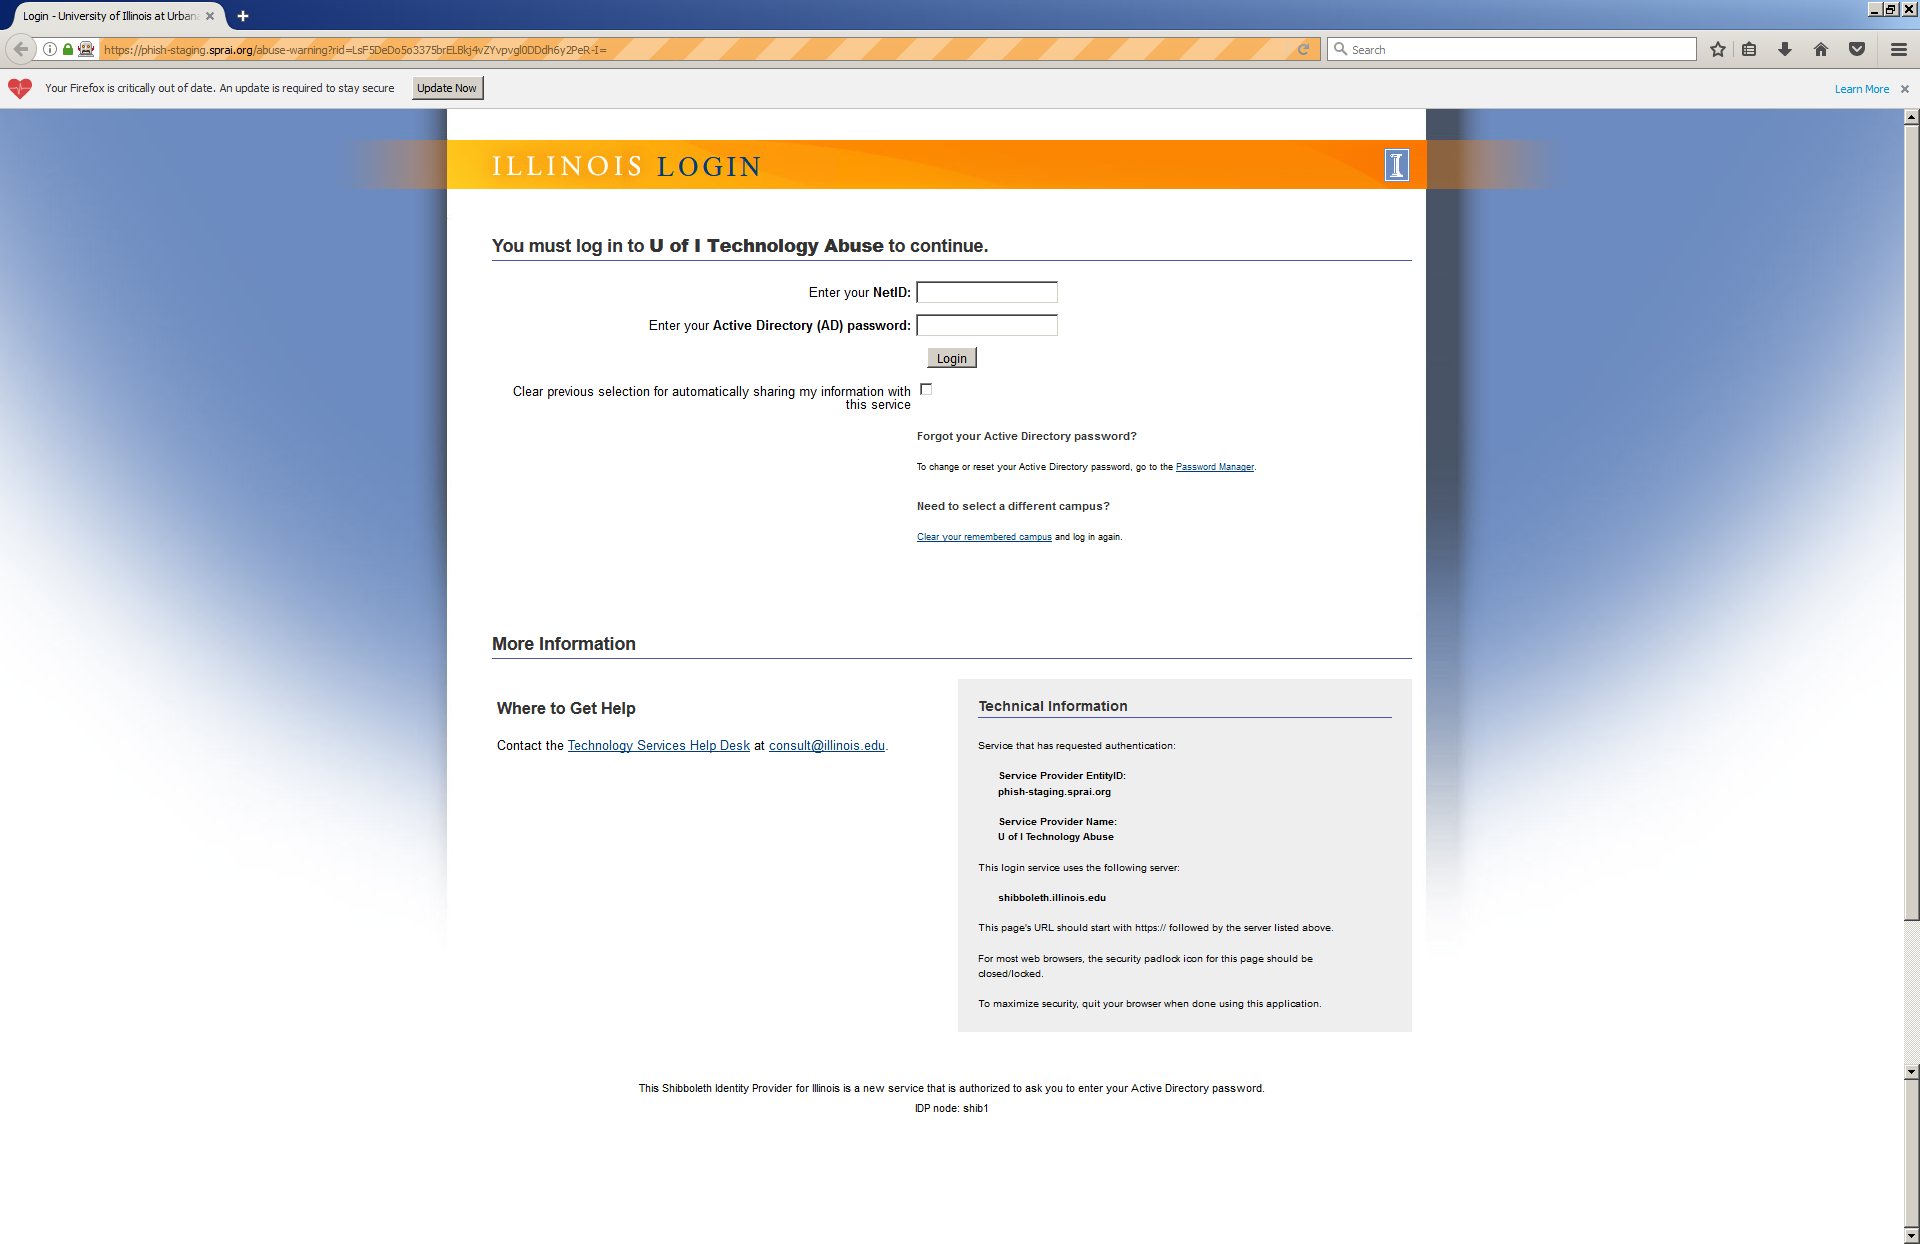 Login - University of Illinois at Urbana
https://phish-staging.sprai.org/abuse-warning?rid=LsF5DeDo5o3375brELBkj4vZYvpvgl0DDdh6y2PeR-I=
Search
Your Firefox is critically out of date. An update is required to stay secure
Update Now
Learn More
ILLINOIS LOGIN
You must log in to U of I Technology Abuse to continue.
Enter your NetID:
Enter your Active Directory (AD) password:
Login
Clear previous selection for automatically sharing my information with
this service
Forgot your Active Directory password?
To change or reset your Active Directory password, go to the Password Manager.
Need to select a different campus?
Clear your remembered campus and log in again.
More Information
Where to Get Help
Contact the Technology Services Help Desk at consult@illinois.edu.
Technical Information
Service that has requested authentication:
Service Provider EntityID:
phish-staging.sprai.org
Service Provider Name:
U of I Technology Abuse
This login service uses the following server:
shibboleth.illinois.edu
This page's URL should start with https:// followed by the server listed above.
For most web browsers, the security padlock icon for this page should be
closed/locked.
To maximize security, quit your browser when done using this application.
This Shibboleth Identity Provider for Illinois is a new service that is authorized to ask you to enter your Active Directory password.
IDP node: shib1